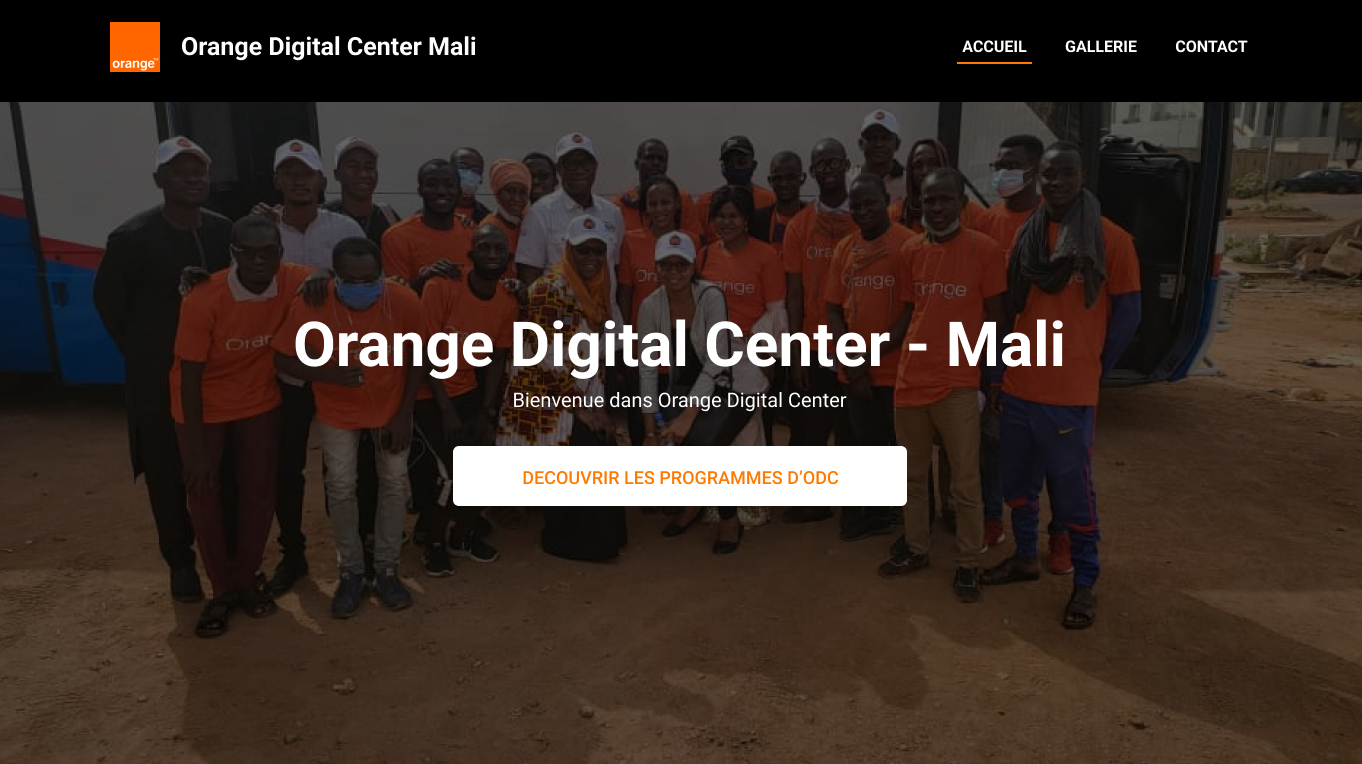 orange™
Orange Digital Center Mali
ACCUEIL
GALLERIE
CONTACT
Orange Digital Center - Mali
Bienvenue dans Orange Digital Center
DECOUVRIR LES PROGRAMMES D’ODC